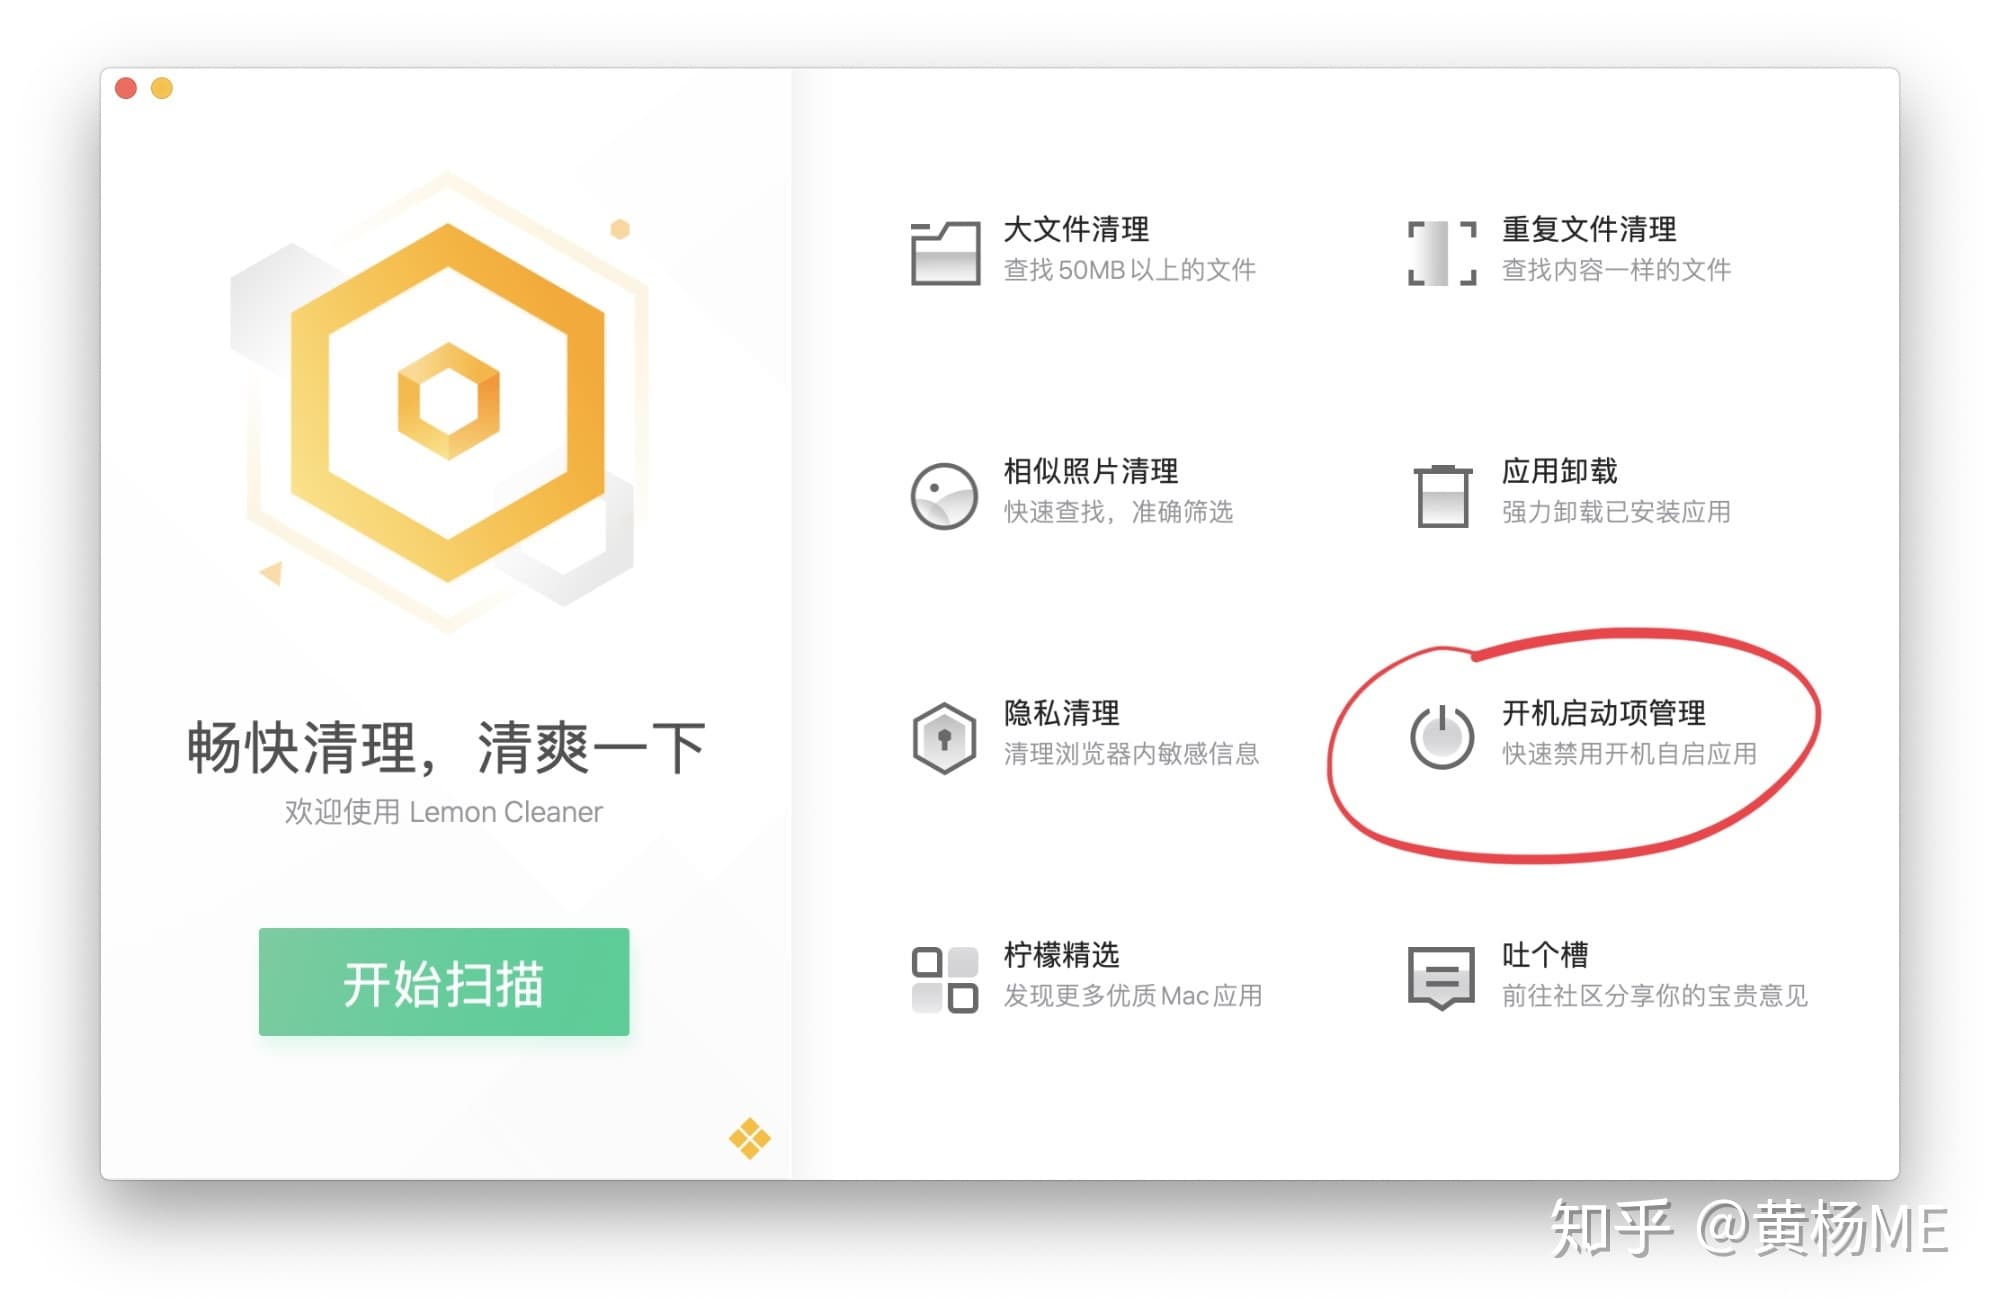 畅快清理，清爽一下
欢迎使用 Lemon Cleaner
开始扫描
大文件清理
查找50MB以上的文件
重复文件清理
查找内容一样的文件
相似照片清理
快速查找，准确筛选
应用卸载
强力卸载已安装应用
隐私清理
清理浏览器内敏感信息
开机启动项管理
快速禁用开机自启应用
柠檬精选
发现更多优质Mac应用
吐个槽
前往社区分享你的宝贵意见
知乎 @黄杨ME